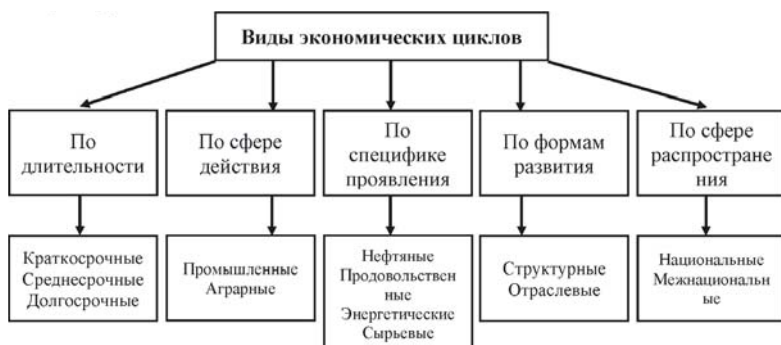 Виды экономических циклов
По
длительности
По сфере
действия
По
специфике
проявления
По формам
развития
По сфере
распростране
ния
Краткосрочные
Среднесрочные
Долгосрочные
Промышленные
Аграрные
Нефтяные
Продовольствен
ные
Энергетические
Сырьевые
Структурные
Отраслевые
Национальные
Межнациональн
ые